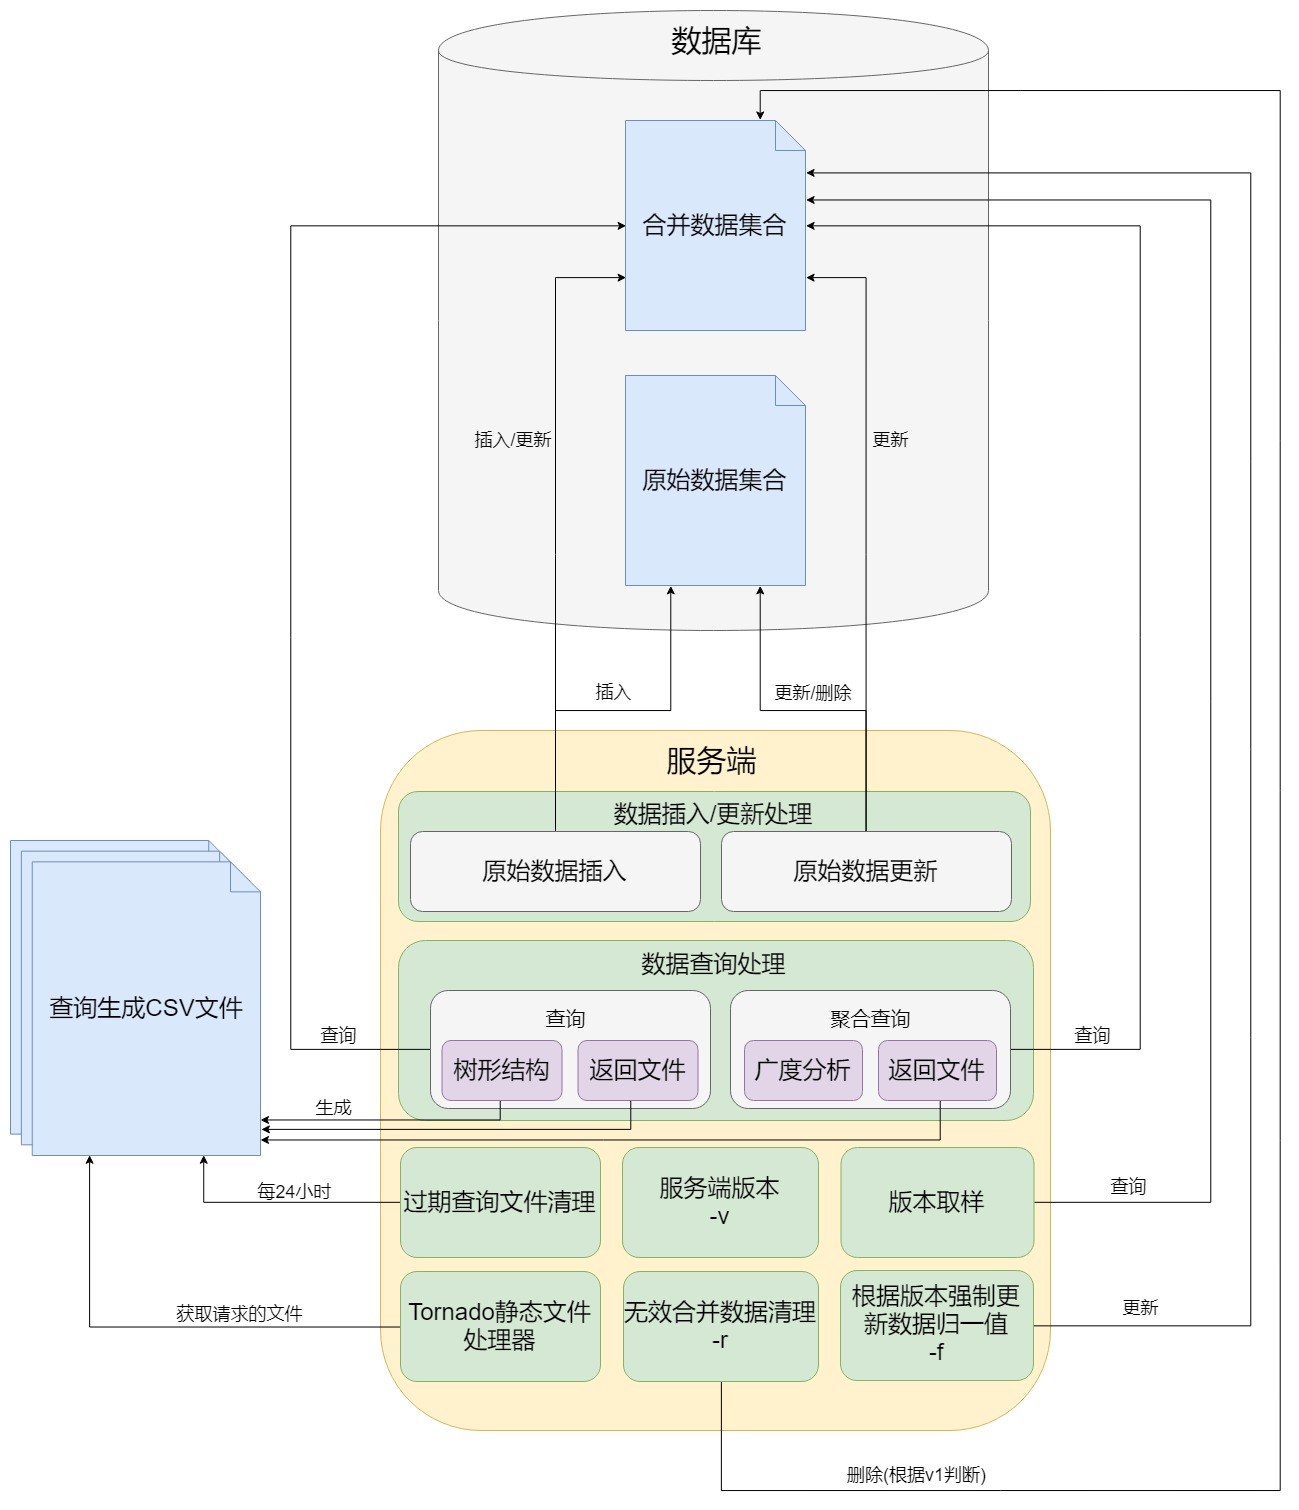 数据库
合并数据集合
原始数据集合
插入/更新
更新
插入
更新/删除
服务端
数据插入/更新处理
原始数据插入
原始数据更新
数据查询处理
查询
树形结构
返回文件
聚合查询
广度分析
返回文件
查询生成CSV文件
查询
查询
生成
每24小时
过期查询文件清理
服务端版本
-v
版本取样
查询
获取请求的文件
Tornado静态文件
处理器
无效合并数据清理
-r
根据版本强制更
新数据归一值
-f
更新
删除(根据v1判断)